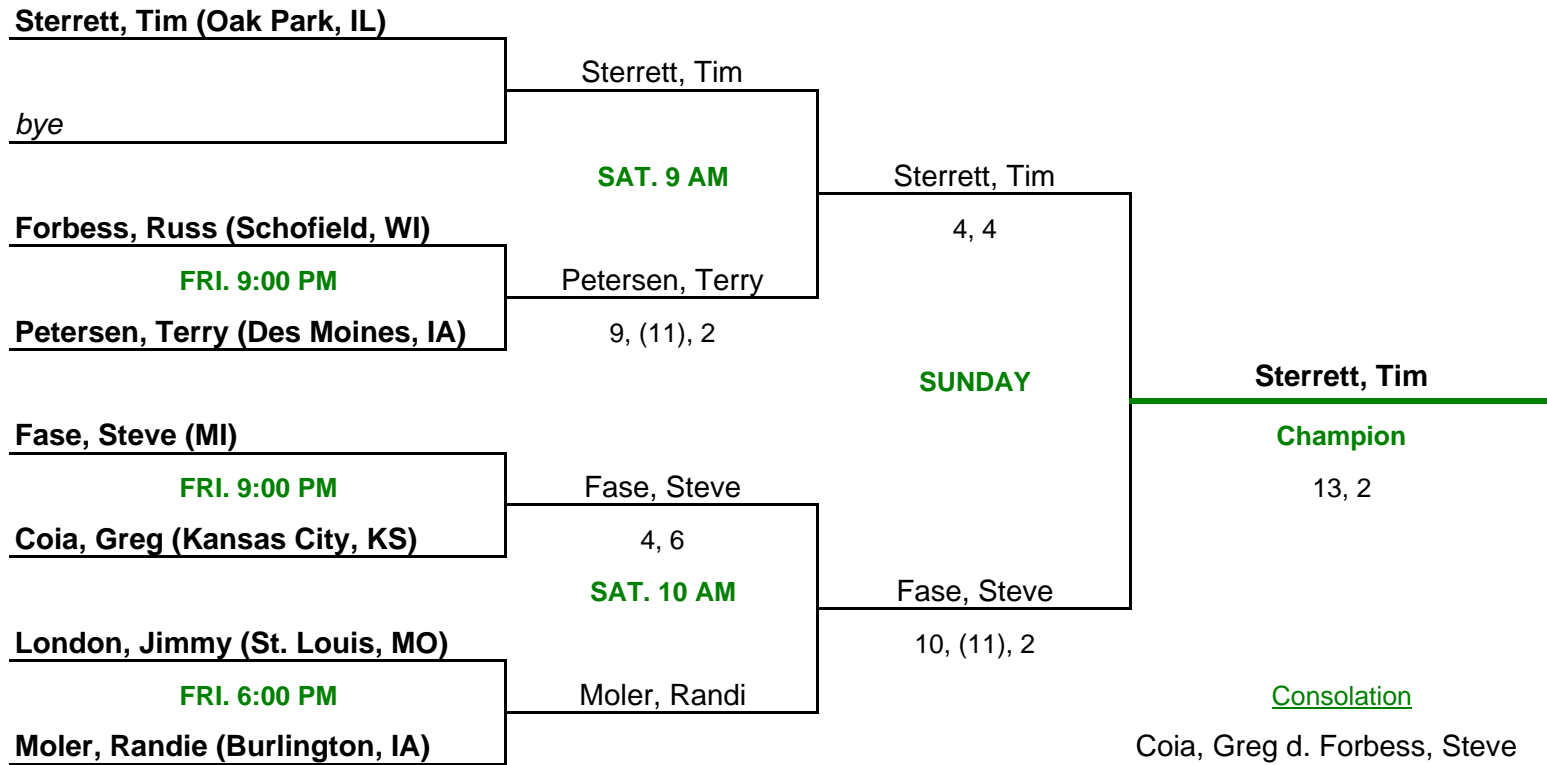 Sterrett, Tim (Oak Park, IL)
Sterrett, Tim
bye
SAT. 9 AM
Sterrett, Tim
Forbess, Russ (Schofield, WI)
4, 4
FRI. 9:00 PM
Petersen, Terry
Petersen, Terry (Des Moines, IA)
9, (11), 2
SUNDAY
Sterrett, Tim
Fase, Steve (MI)
Champion
FRI. 9:00 PM
Fase, Steve
13, 2
Coia, Greg (Kansas City, KS)
4, 6
SAT. 10 AM
Fase, Steve
London, Jimmy (St. Louis, MO)
10, (11), 2
FRI. 6:00 PM
Moler, Randi
Consolation
Moler, Randie (Burlington, IA)
Coia, Greg d. Forbess, Steve